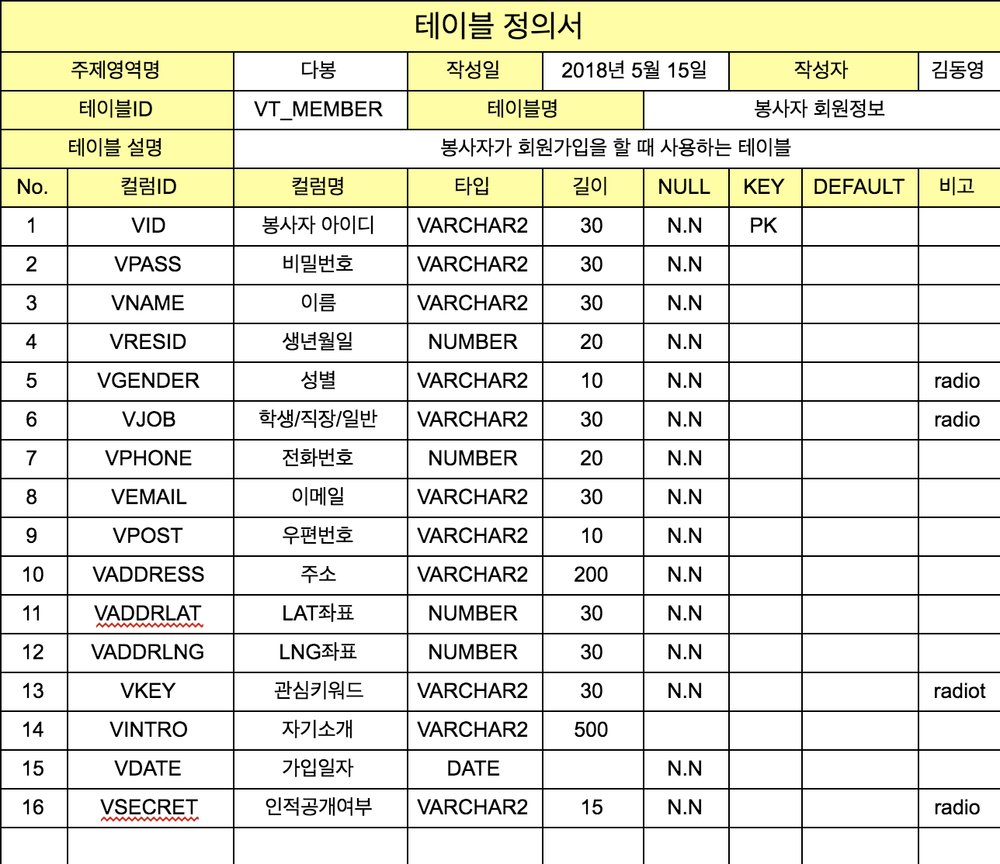 테이블 정의서
주제영역명 다봉 작성일 2018년 5월 15일 작성자 김동영
테이블ID VT_MEMBER 테이블명 봉사자 회원정보
테이블 설명 봉사자가 회원가입을 할 때 사용하는 테이블
No. 컬럼ID 컬럼명 타입 길이 NULL KEY DEFAULT 비고
1 VID 봉사자 아이디 VARCHAR2 30 N.N PK
2 VPASS 비밀번호 VARCHAR2 30 N.N
3 VNAME 이름 VARCHAR2 30 N.N
4 VRESID 생년월일 NUMBER 20 N.N
5 VGENDER 성별 VARCHAR2 10 N.N radio
6 VJOB 학생/직장/일반 VARCHAR2 30 N.N radio
7 VPHONE 전화번호 NUMBER 20 N.N
8 VEMAIL 이메일 VARCHAR2 30 N.N
9 VPOST 우편번호 VARCHAR2 10 N.N
10 VADDRESS 주소 VARCHAR2 200 N.N
11 VADDRLAT LAT좌표 NUMBER 30 N.N
12 VADDRLNG LNG좌표 NUMBER 30 N.N
13 VKEY 관심키워드 VARCHAR2 30 N.N radiot
14 VINTRO 자기소개 VARCHAR2 500
15 VDATE 가입일자 DATE N.N
16 VSECRET 인적공개여부 VARCHAR2 15 N.N radio